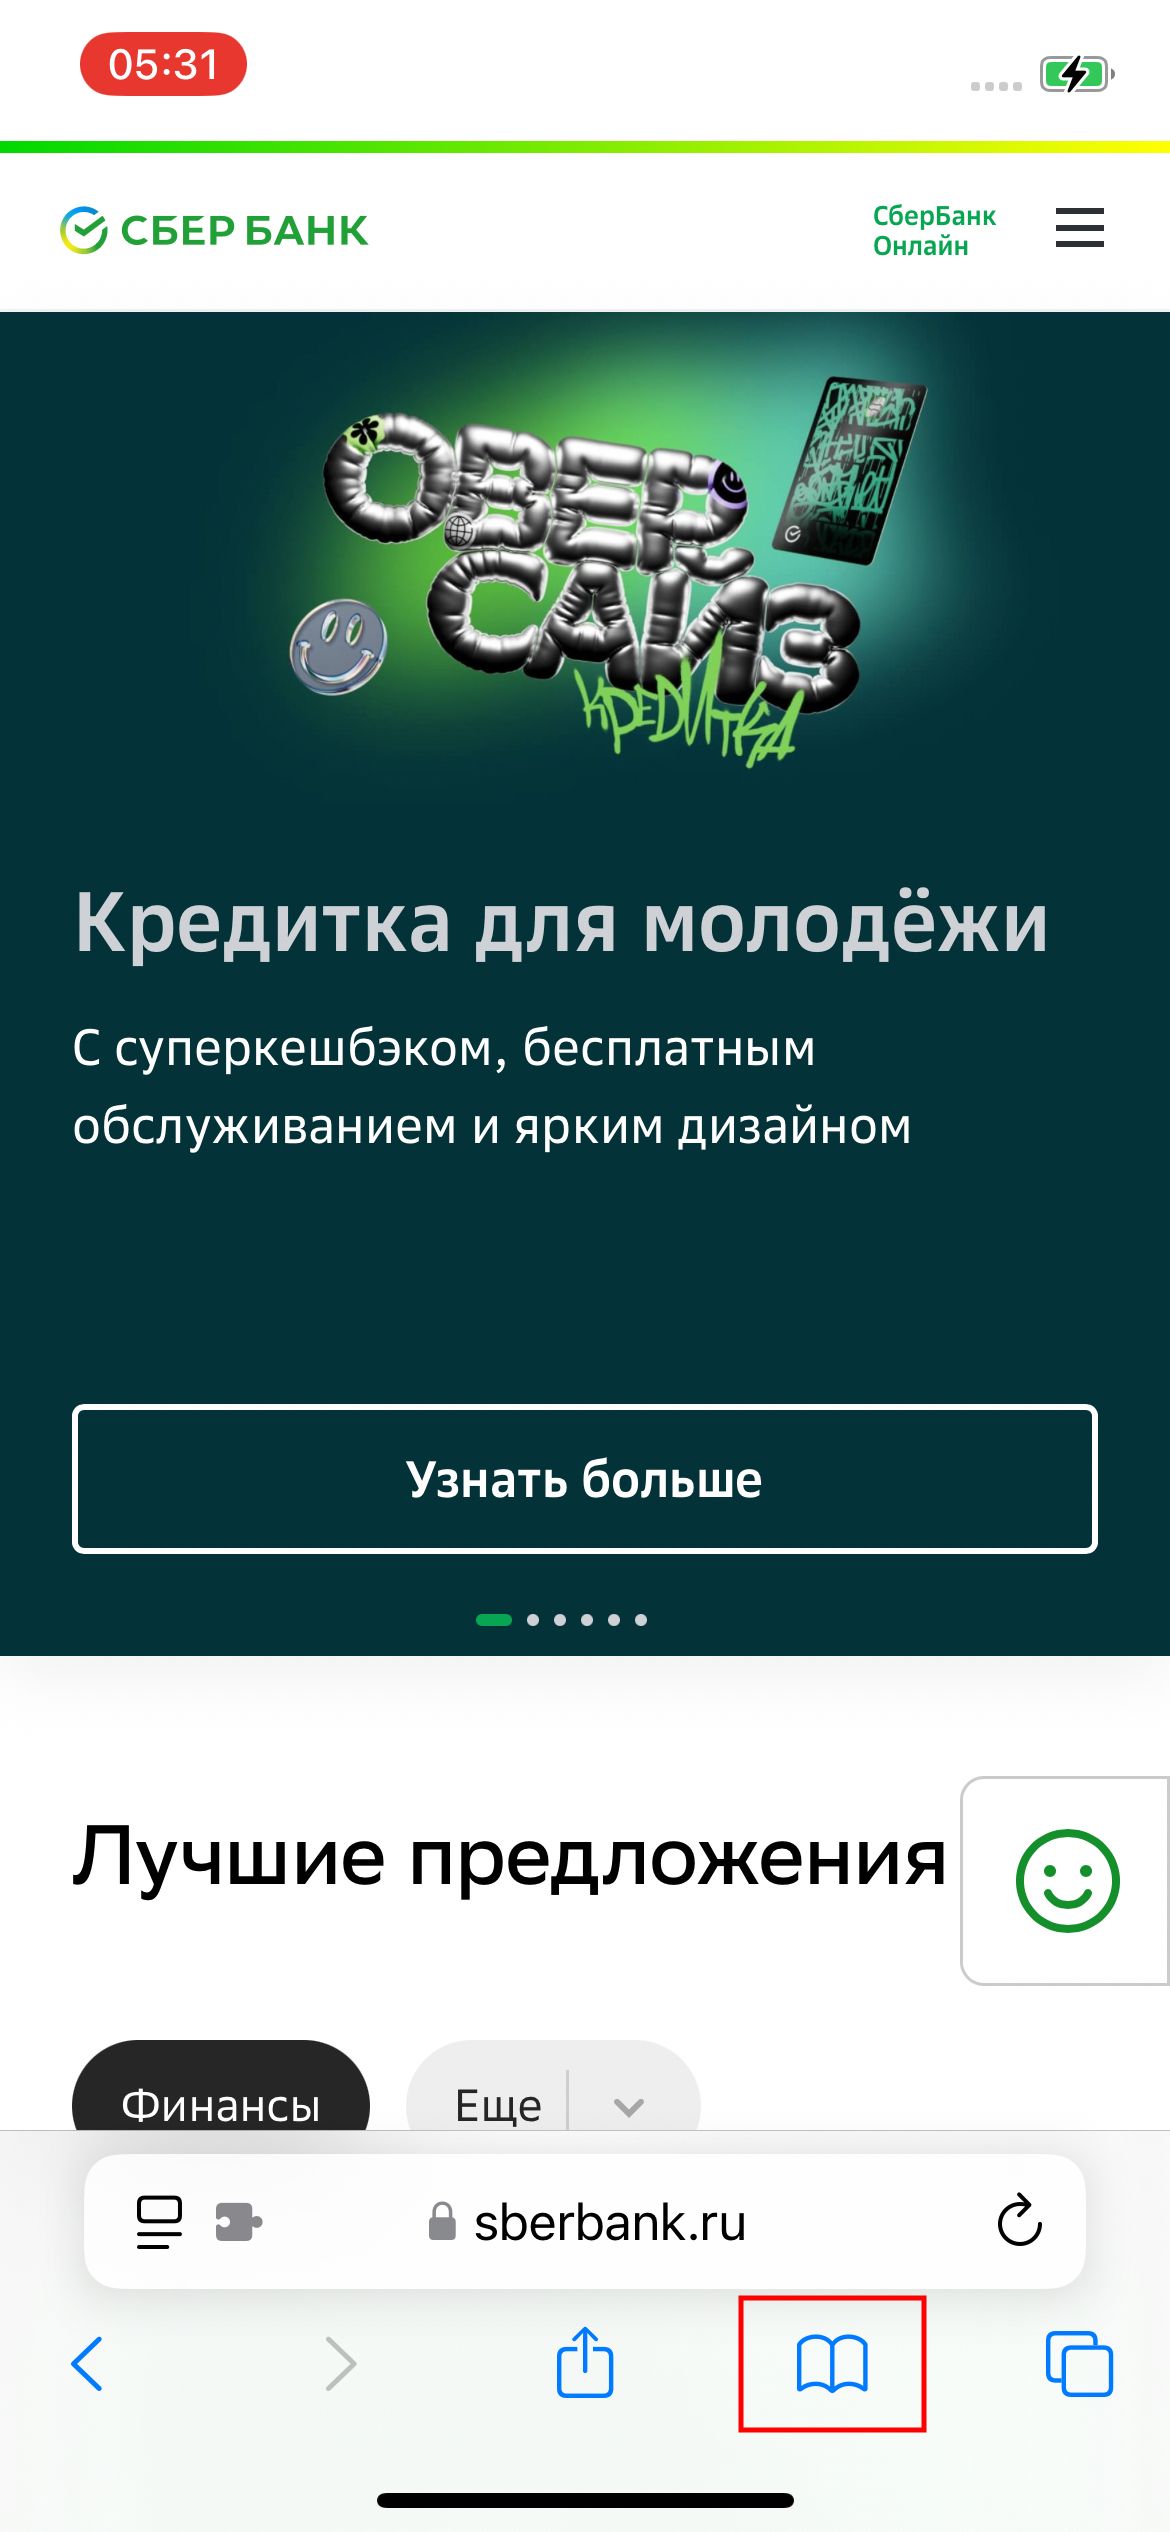 05:31
СБЕР БАНК
СберБанк
Онлайн
ОВЕР
САЙЗ
кредитка
Кредитка для молодёжи
С суперкешбэком, бесплатным
обслуживанием и ярким дизайном
Узнать больше
Лучшие предложения
Финансы
Еще
sberbank.ru